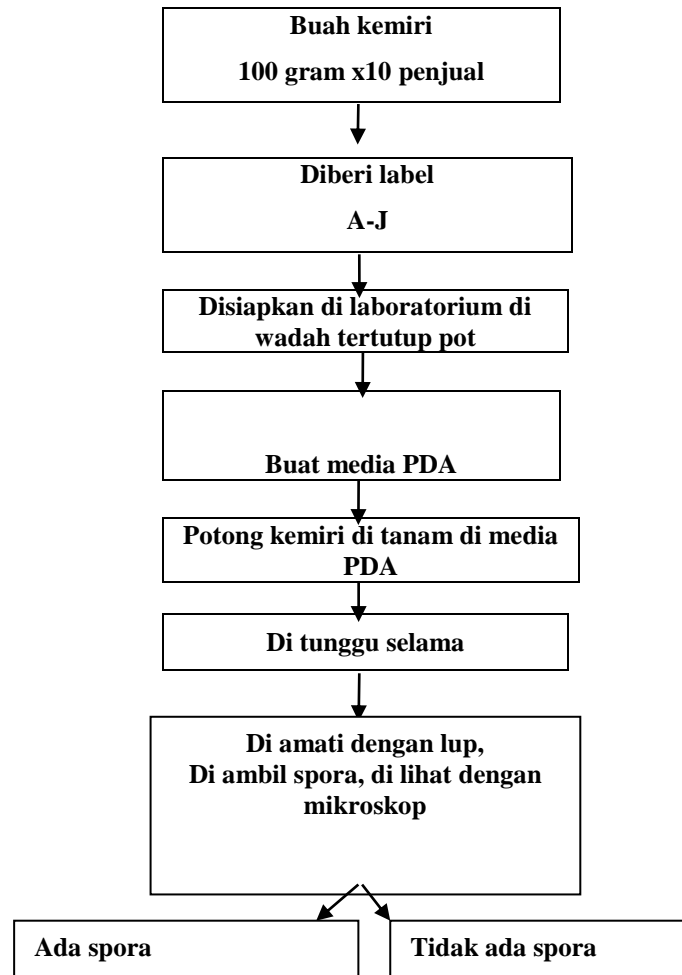 Buah kemiri
100 gram x10 penjual
Diberi label
A-J
Disiapkan di laboratorium di
wadah tertutup pot
Buat media PDA
Potong kemiri di tanam di media
PDA
Di tunggu selama
Di amati dengan lup,
Di ambil spora, di lihat dengan
mikroskop
Ada spora
Tidak ada spora